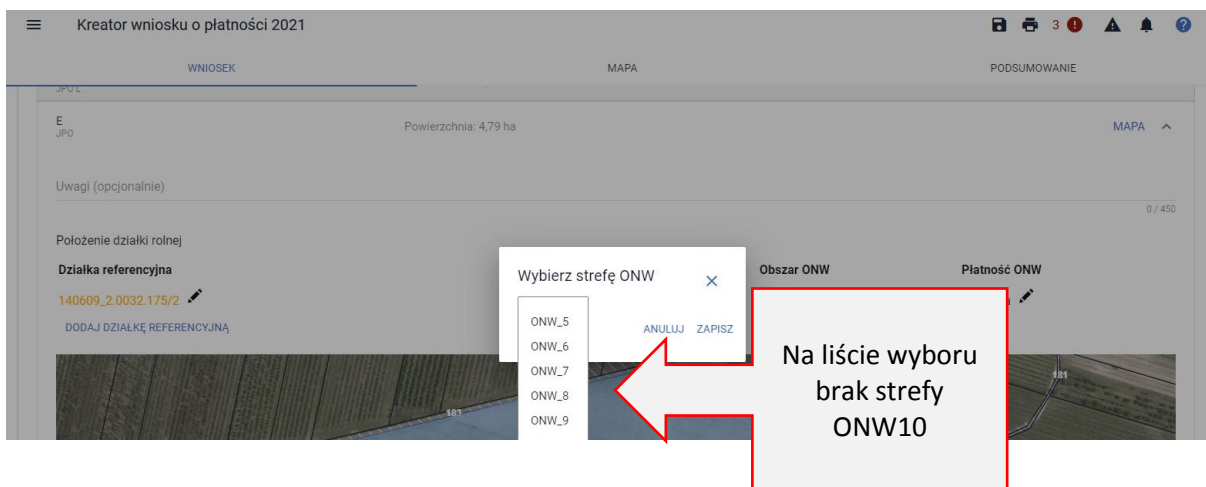 Kreator wniosku o płatności 2021
3
WNIOSEK MAPA PODSUMOWANIE
JPO L
E
JPO
Powierzchnia: 4,79 ha
MAPA
Uwagi (opcjonalnie)
0 / 450
Położenie działki rolnej
Działka referencyjna Obszar ONW Płatność ONW
140609_2.0032.175/2
DODAJ DZIAŁKĘ REFERENCYJNĄ
Wybierz strefę ONW
ONW_5
ONW_6
ONW_7
ONW_8
ONW_9
ANULUJ ZAPISZ
Na liście wyboru
brak strefy
ONW10
183
181